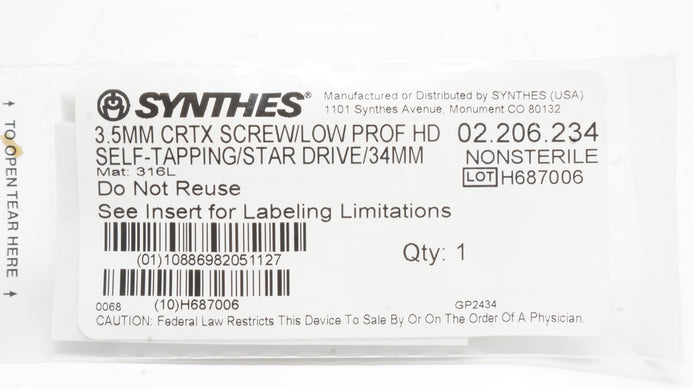 SYNTHES®
Manufactured or Distributed by SYNTHES (USA)
1101 Synthes Avenue, Monument CO 80132
3.5MM CRTX SCREW/LOW PROF HD
02.206.234
SELF-TAPPING/STAR DRIVE/34MM
NONSTERILE
Mat: 316L
LOT H687006
Do Not Reuse
See Insert for Labeling Limitations
(01)10886982051127
Qty: 1
(10)H687006
0068
GP2434
CAUTION: Federal Law Restricts This Device To Sale By Or On The Order Of A Physician.
TO OPEN TEAR HERE